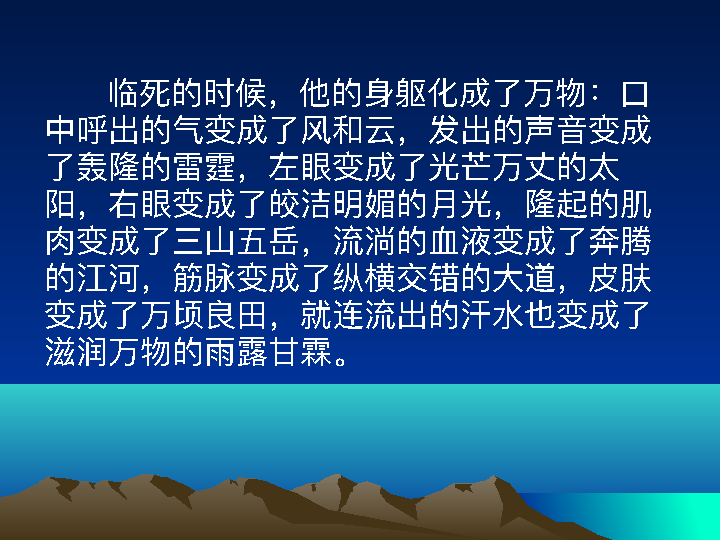 临死的时候，他的身躯化成了万物：口
中呼出的气变成了风和云，发出的声音变成
了轰隆的雷霆，左眼变成了光芒万丈的太
阳，右眼变成了皎洁明媚的月光，隆起的肌
肉变成了三山五岳，流淌的血液变成了奔腾
的江河，筋脉变成了纵横交错的大道，皮肤
变成了万顷良田，就连流出的汗水也变成了
滋润万物的雨露甘霖。